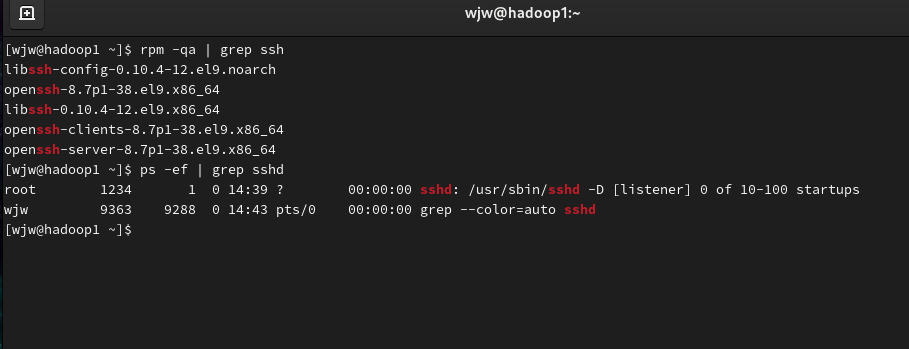 wjw@hadoop1:~
[wjw@hadoop1 ~]$ rpm -qa | grep ssh
libssh-config-0.10.4-12.el9.noarch
openssh-8.7p1-38.el9.x86_64
libssh-0.10.4-12.el9.x86_64
openssh-clients-8.7p1-38.el9.x86_64
openssh-server-8.7p1-38.el9.x86_64
[wjw@hadoop1 ~]$ ps -ef | grep sshd
root        1234       1  0 14:39 ?        00:00:00 sshd: /usr/sbin/sshd -D [listener] 0 of 10-100 startups
wjw         9363    9288  0 14:43 pts/0    00:00:00 grep --color=auto sshd
[wjw@hadoop1 ~]$